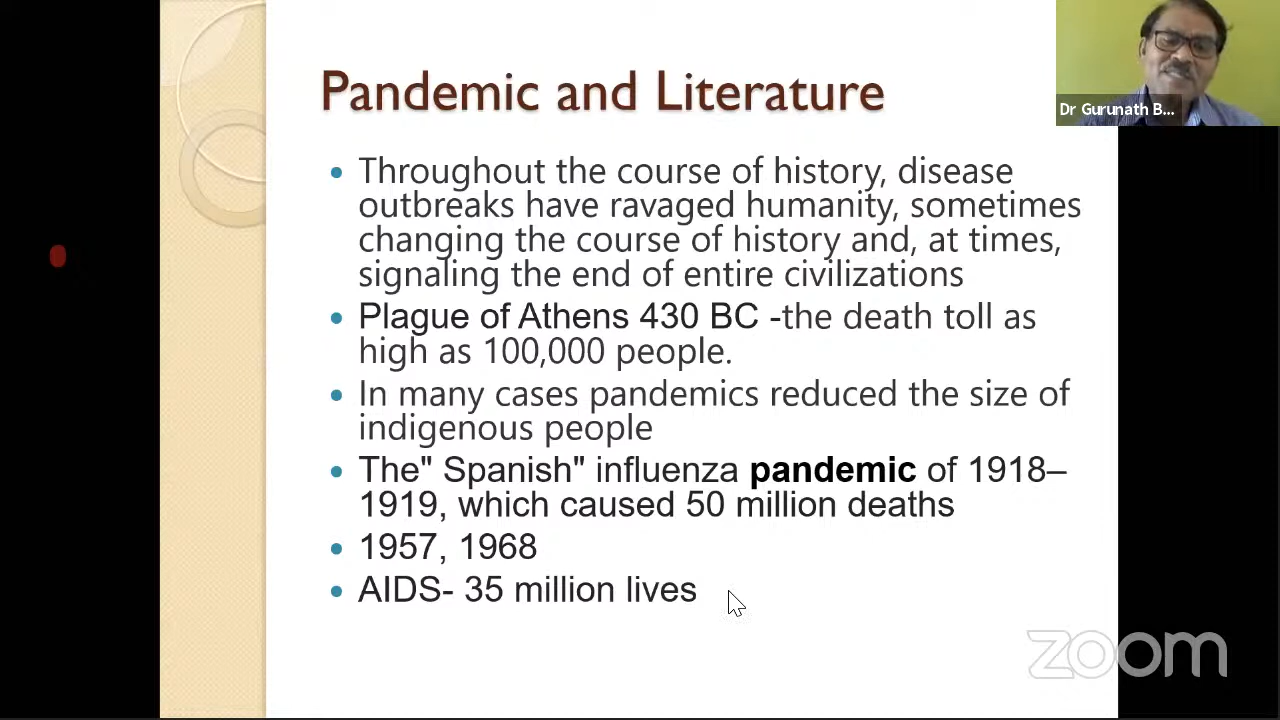 Pandemic and Literature
Dr Gurunath B...
Throughout the course of history, disease
outbreaks have ravaged humanity, sometimes
changing the course of history and, at times,
signaling the end of entire civilizations
Plague of Athens 430 BC -the death toll as
high as 100,000 people.
In many cases pandemics reduced the size of
indigenous people
The" Spanish" influenza pandemic of 1918–
1919, which caused 50 million deaths
1957, 1968
AIDS- 35 million lives
zoom